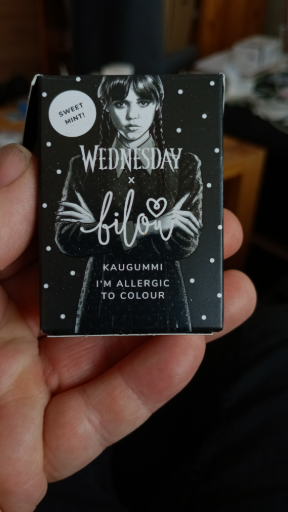 SWEET
MINT!
WEDNESDAY
x
bilou
KAUGUMMI
I'M ALLERGIC
TO COLOUR